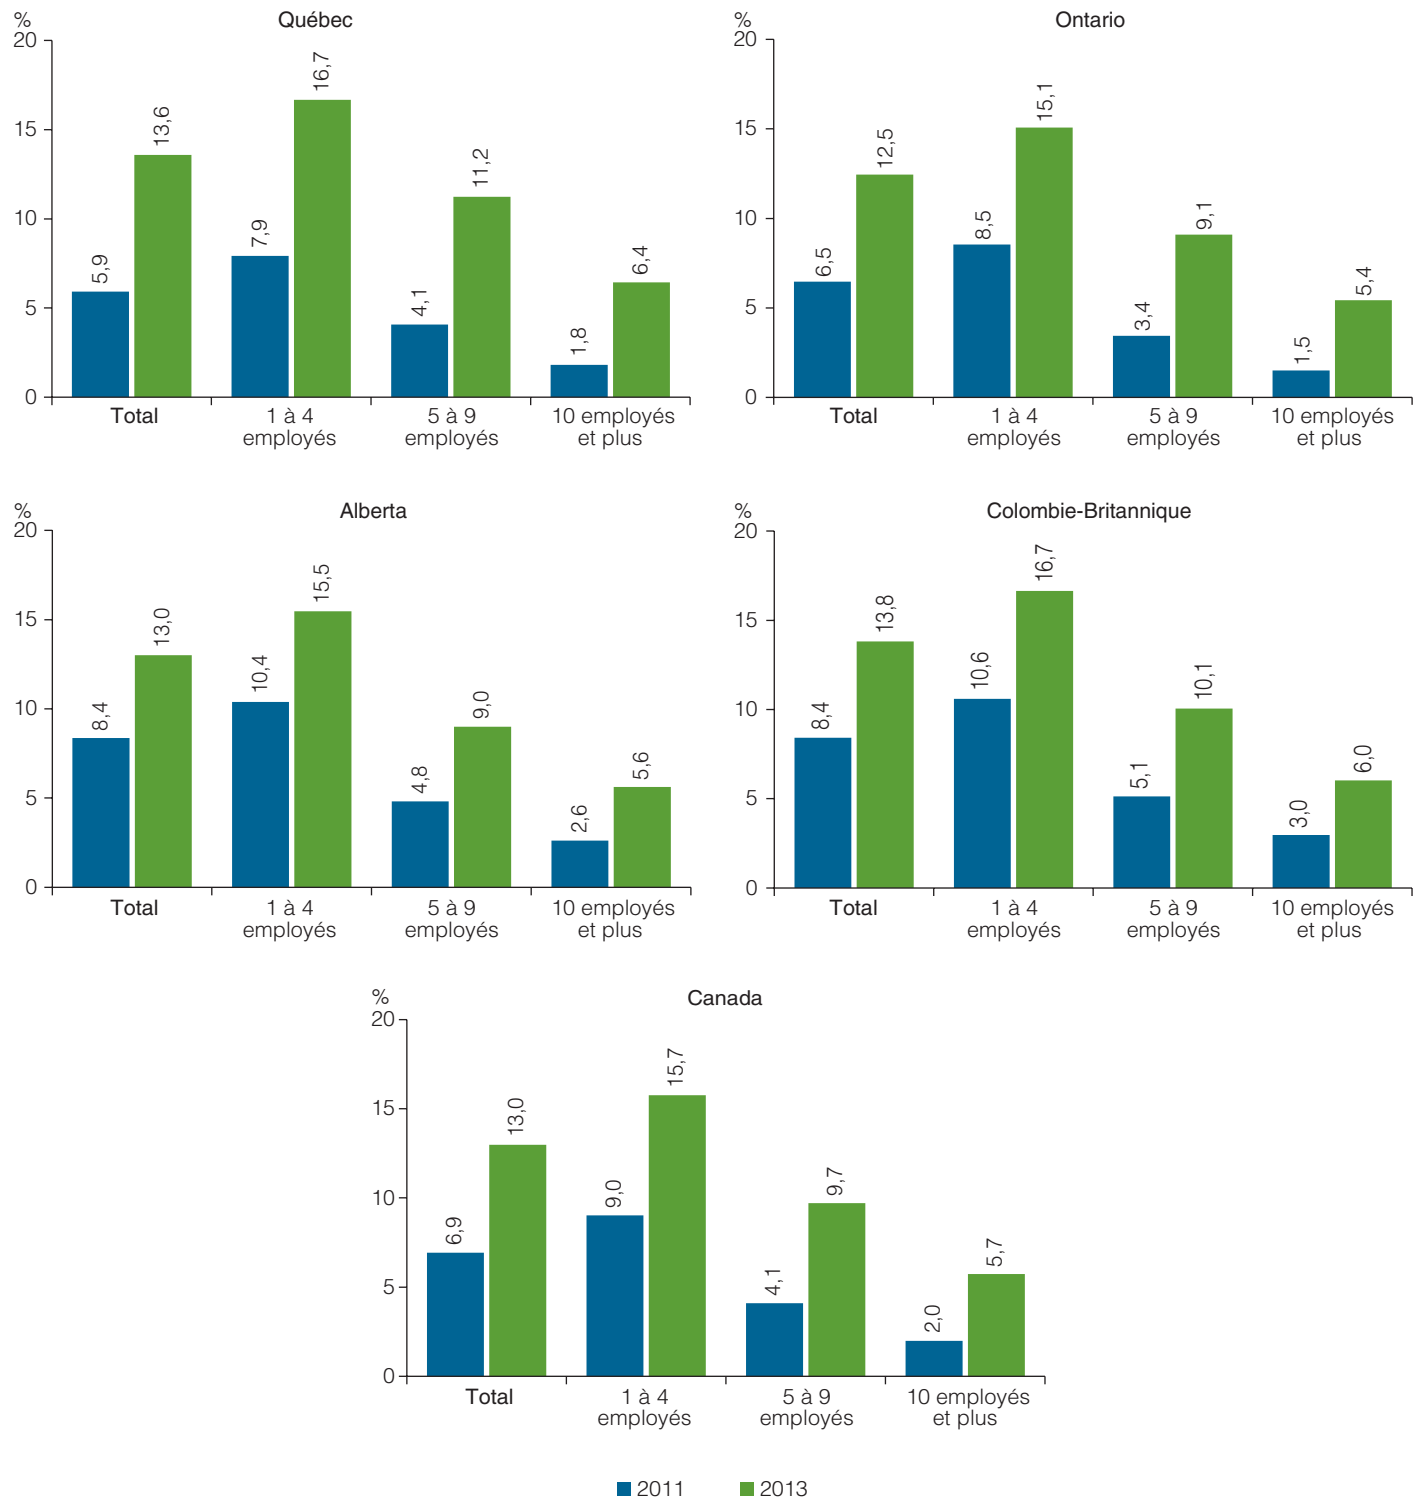 Québec
%
20
15
10
5
0
5,9
13,6
7,9
16,7
4,1
11,2
1,8
6,4
Total
1 à 4
employés
5 à 9
employés
10 employés
et plus
Ontario
%
20
15
10
5
0
6,5
12,5
8,5
15,1
3,4
9,1
1,5
5,4
Total
1 à 4
employés
5 à 9
employés
10 employés
et plus
Alberta
%
20
15
10
5
0
8,4
13,0
10,4
15,5
4,8
9,0
2,6
5,6
Total
1 à 4
employés
5 à 9
employés
10 employés
et plus
Colombie-Britannique
%
20
15
10
5
0
8,4
13,8
10,6
16,7
5,1
10,1
3,0
6,0
Total
1 à 4
employés
5 à 9
employés
10 employés
et plus
Canada
%
20
15
10
5
0
6,9
13,0
9,0
15,7
4,1
9,7
2,0
5,7
Total
1 à 4
employés
5 à 9
employés
10 employés
et plus
2011
2013